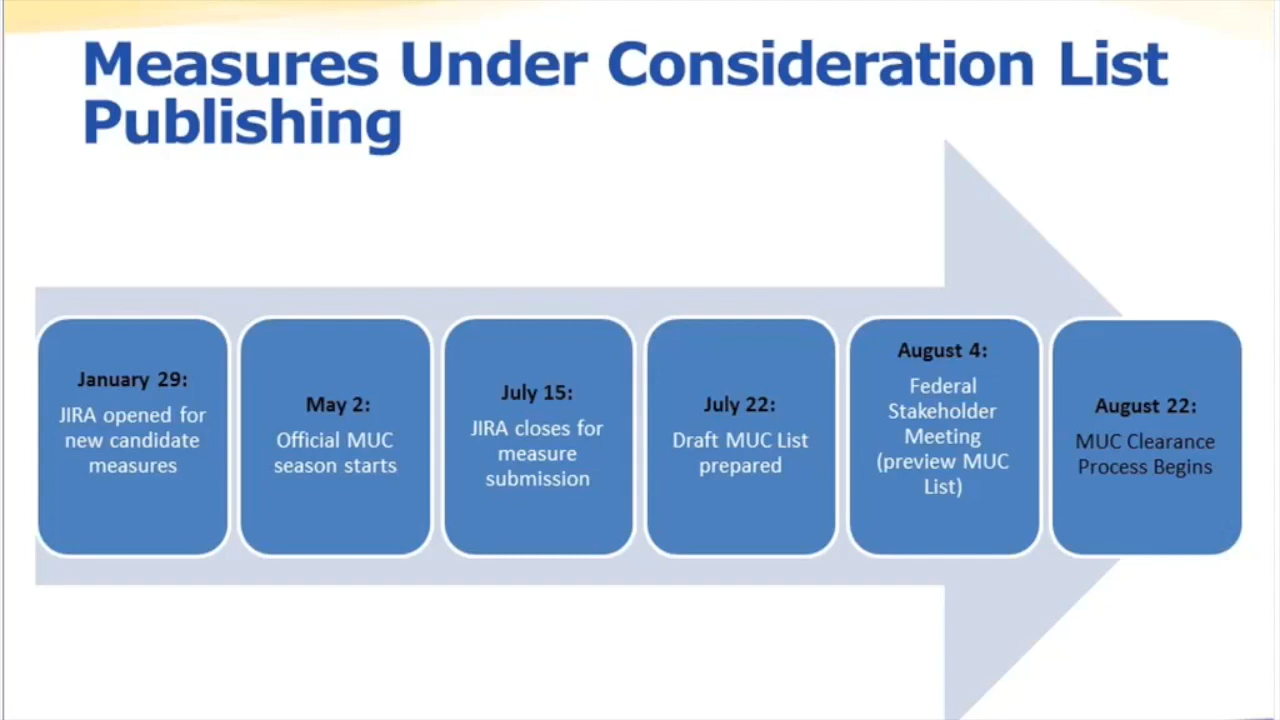 Measures Under Consideration List
Publishing
January 29:
JIRA opened for
new candidate
measures
May 2:
Official MUC
season starts
July 15:
JIRA closes for
measure
submission
July 22:
Draft MUC List
prepared
August 4:
Federal
Stakeholder
Meeting
(preview MUC
List)
August 22:
MUC Clearance
Process Begins